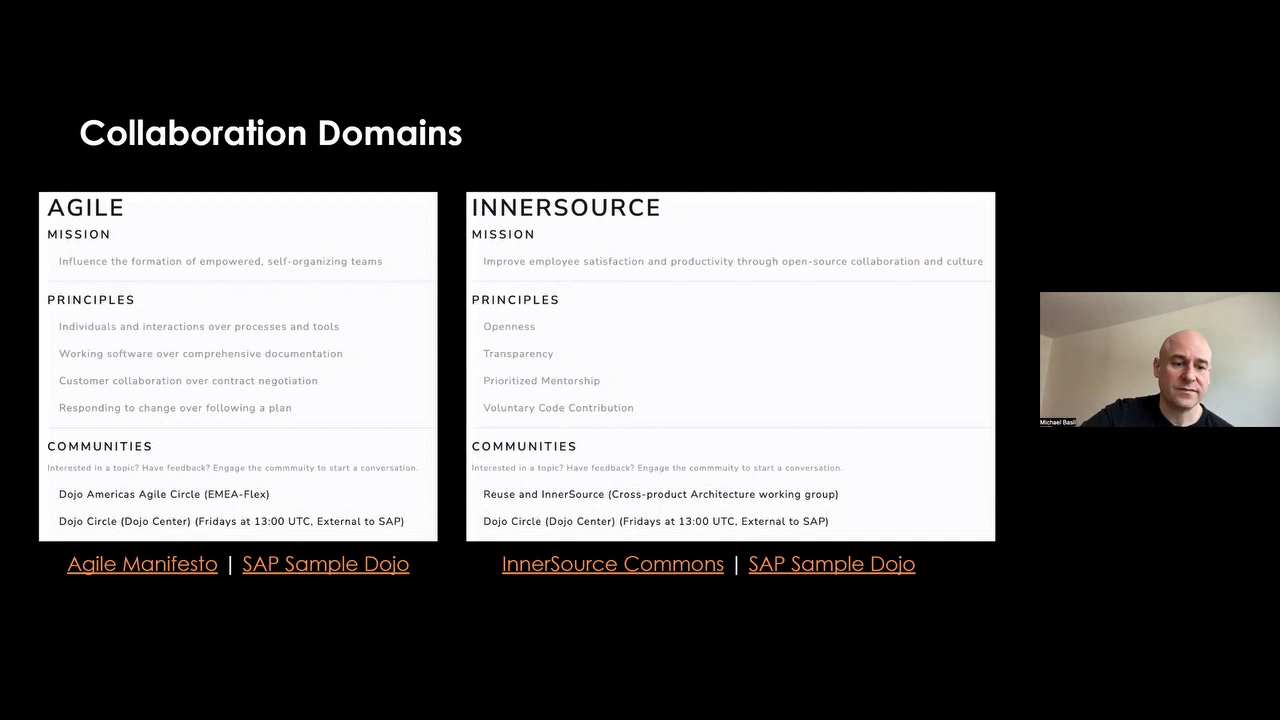 Collaboration Domains
AGILE
MISSION
Influence the formation of empowered, self-organizing teams
PRINCIPLES
Individuals and interactions over processes and tools
Working software over comprehensive documentation
Customer collaboration over contract negotiation
Responding to change over following a plan
COMMUNITIES
Interested in a topic? Have feedback? Engage the commmuity to start a conversation.
Dojo Americas Agile Circle (EMEA-Flex)
Dojo Circle (Dojo Center) (Fridays at 13:00 UTC, External to SAP)
Agile Manifesto | SAP Sample Dojo
INNERSOURCE
MISSION
Improve employee satisfaction and productivity through open-source collaboration and culture
PRINCIPLES
Openness
Transparency
Prioritized Mentorship
Voluntary Code Contribution
COMMUNITIES
Interested in a topic? Have feedback? Engage the commmuity to start a conversation.
Reuse and InnerSource (Cross-product Architecture working group)
Dojo Circle (Dojo Center) (Fridays at 13:00 UTC, External to SAP)
InnerSource Commons | SAP Sample Dojo
Michael Basil